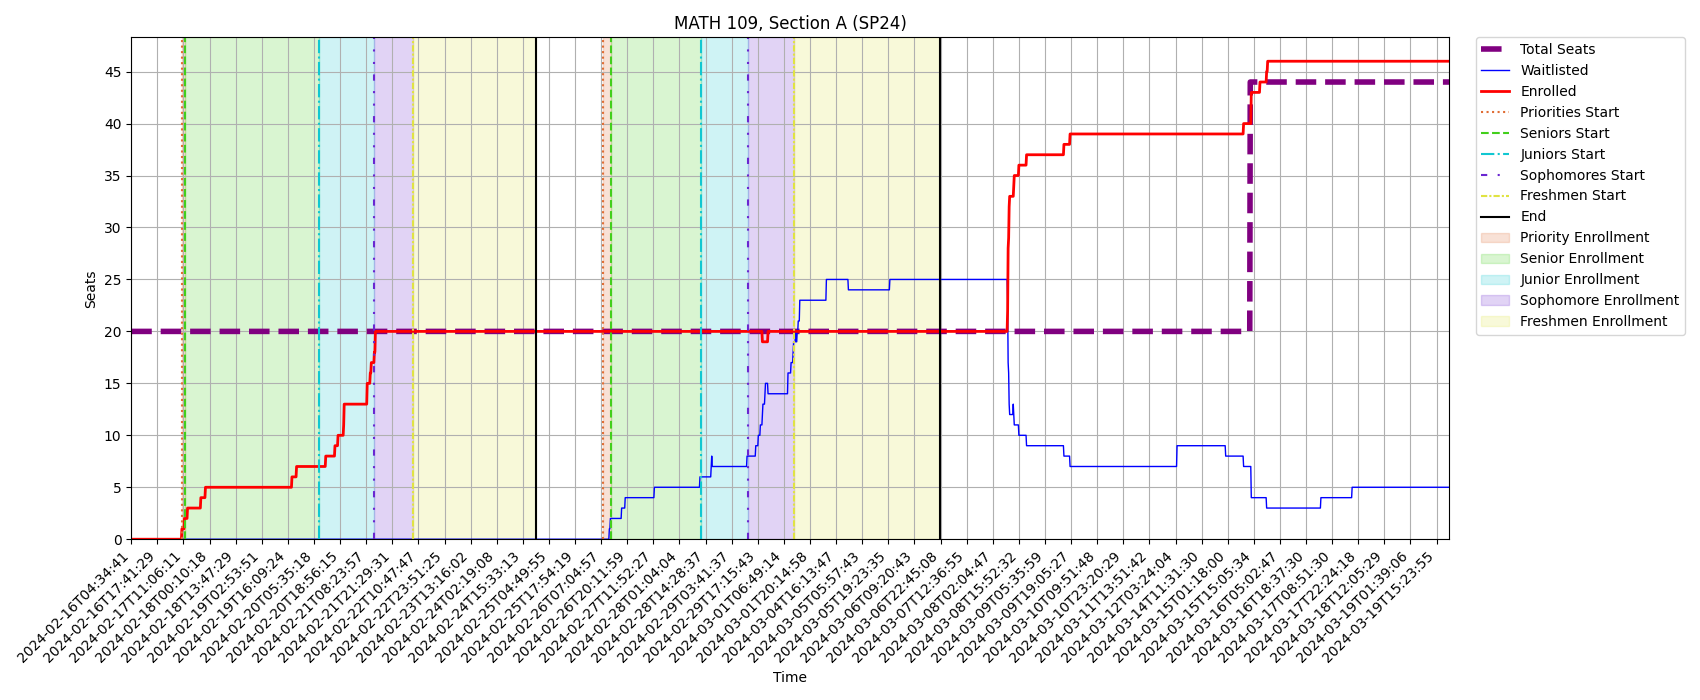 MATH 109, Section A (SP24)
Seats
45
40
35
30
25
20
15
10
5
0
2024-02-16T04:34:41
2024-02-16T17:41:29
2024-02-17T11:06:11
2024-02-18T00:10:18
2024-02-18T13:47:29
2024-02-19T02:53:51
2024-02-19T16:09:24
2024-02-20T05:35:18
2024-02-20T18:56:15
2024-02-21T08:23:57
2024-02-21T21:29:31
2024-02-22T10:47:47
2024-02-22T23:51:25
2024-02-23T13:16:02
2024-02-24T02:19:08
2024-02-24T15:33:13
2024-02-25T04:49:55
2024-02-25T17:54:19
2024-02-26T07:04:57
2024-02-26T20:11:59
2024-02-27T11:52:27
2024-02-28T01:04:04
2024-02-28T14:28:37
2024-02-29T03:41:37
2024-02-29T17:15:43
2024-03-01T06:49:14
2024-03-01T20:14:58
2024-03-04T16:13:47
2024-03-05T05:57:43
2024-03-05T19:23:35
2024-03-06T09:20:43
2024-03-06T22:45:08
2024-03-07T12:36:55
2024-03-08T02:04:47
2024-03-08T15:52:32
2024-03-09T05:35:59
2024-03-09T19:05:27
2024-03-10T09:51:48
2024-03-10T23:20:29
2024-03-11T13:51:42
2024-03-12T03:24:04
2024-03-14T11:31:30
2024-03-15T01:18:00
2024-03-15T15:05:34
2024-03-16T05:02:47
2024-03-16T18:37:30
2024-03-17T08:51:30
2024-03-17T22:24:18
2024-03-18T12:05:29
2024-03-19T01:39:06
2024-03-19T15:23:55
Time
Total Seats
Waitlisted
Enrolled
Priorities Start
Seniors Start
Juniors Start
Sophomores Start
Freshmen Start
End
Priority Enrollment
Senior Enrollment
Junior Enrollment
Sophomore Enrollment
Freshmen Enrollment